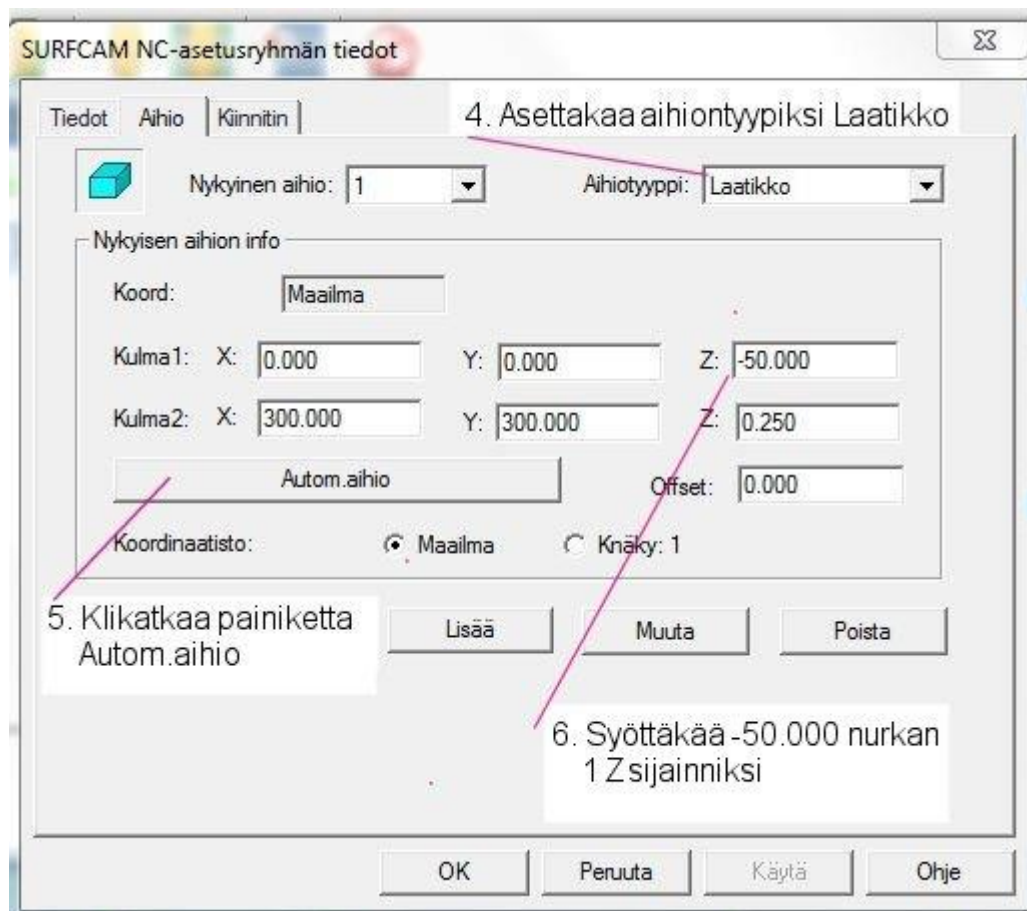 SURFCAM NC-asetusryhmän tiedot
Tiedot Aihio Kiinnitin
4. Asettakaa aihiontyypiksi Laatikko
Nykyinen aihio: 1 Aihiotyyppi: Laatikko
Nykyisen aihion info
Koord: Maailma
Kulma1: X: 0.000 Y: 0.000 Z: -50.000
Kulma2: X: 300.000 Y: 300.000 Z: 0.250
Autom.aihio Offset: 0.000
Koordinaatisto: Maailma Knäky: 1
5. Klikatkaa painiketta
Autom.aihio
Lisää Muuta Poista
6. Syöttäkää -50.000 nurkan
1 Z sijainniksi
OK Peruuta Käytä Ohje